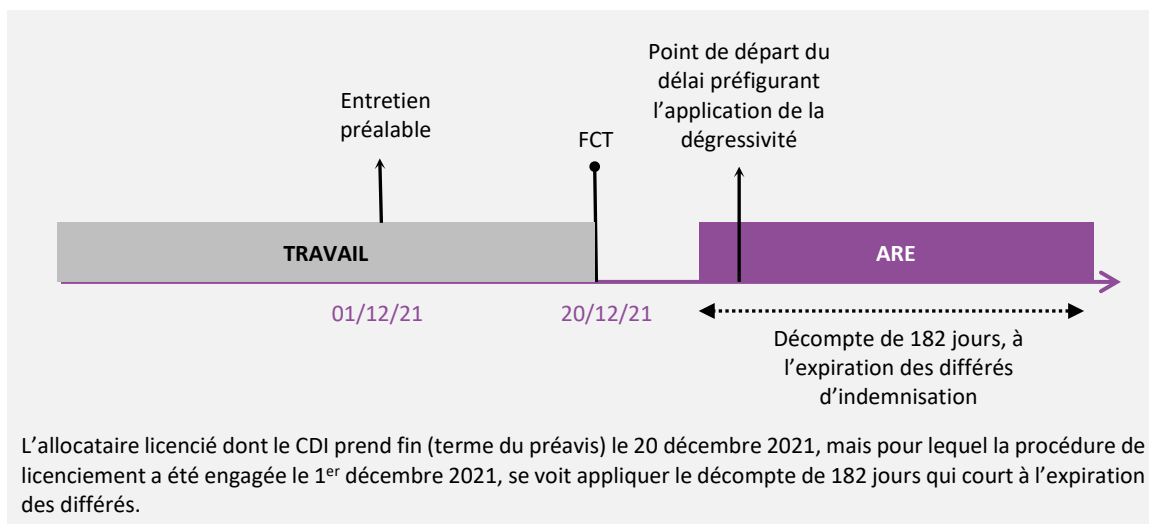 Point de départ du
délai préfigurant
l’application de la
dégressivité
Entretien
préalable
FCT
TRAVAIL
ARE
01/12/21
20/12/21
Décompte de 182 jours, à
l’expiration des différés
d’indemnisation
L’allocataire licencié dont le CDI prend fin (terme du préavis) le 20 décembre 2021, mais pour lequel la procédure de
licenciement a été engagée le 1er décembre 2021, se voit appliquer le décompte de 182 jours qui court à l’expiration
des différés.